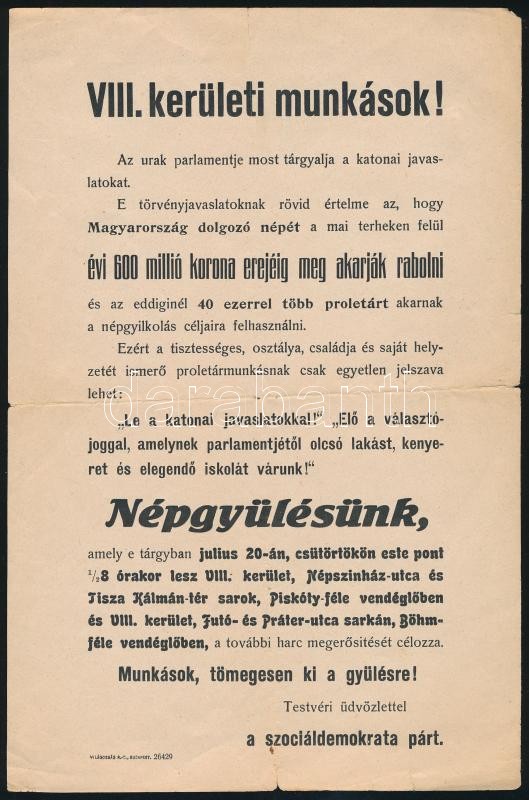 VIII. kerületi munkások!
Az urak parlamentje most tárgyalja a katonai javas-
latokat.
E törvényjavaslatoknak rövid értelme az, hogy
Magyarország dolgozó népét a mai terheken felül
évi 600 millió korona erejéig meg akarják rabolni
és az eddiginél 40 ezerrel több proletárt akarnak
a népgyilkolás céljaira felhasználni.
Ezért a tisztességes, osztálya, családja és saját hely-
zetét ismerő proletármunkásnak csak egyetlen jelszava
lehet:
darabanth
„Le a katonai javaslatokkal!" „Elő a választó-
joggal, amelynek parlamentjétől olcsó lakást, kenye-
ret és elegendő iskolát várunk!"
Népgyülésünk,
amely e tárgyban julius 20-án, csütörtökön este pont
½8 órakor lesz VIII. kerület, Népszinház-utca és
Tisza Kálmán-tér sarok, Piskóty-féle vendéglőben
és VIII. kerület, Futó- és Práter-utca sarkán, Böhm-
féle vendéglőben, a további harc megerősitését célozza.
Munkások, tömegesen ki a gyülésre!
Testvéri üdvözlettel
a szociáldemokrata párt.
VILÁGOSSÁG R.-T., BUDAPEST. 26429